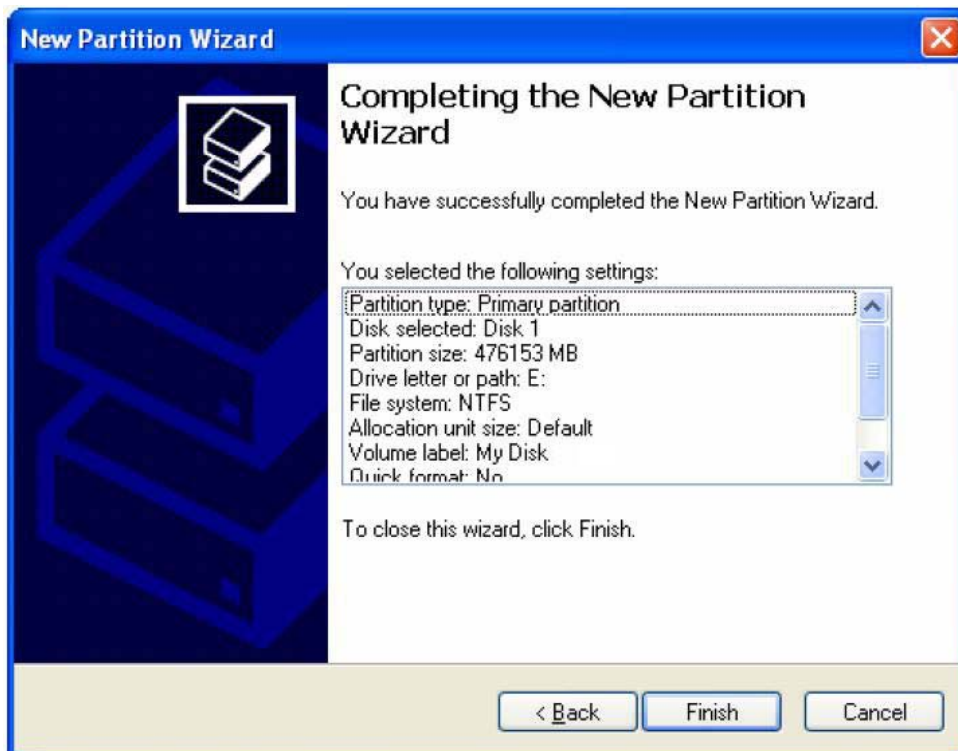 New Partition Wizard
Completing the New Partition
Wizard
You have successfully completed the New Partition Wizard.
You selected the following settings:
Partition type: Primary partition
Disk selected: Disk 1
Partition size: 476153 MB
Drive letter or path: E:
File system: NTFS
Allocation unit size: Default
Volume label: My Disk
Quick format: No
To close this wizard, click Finish.
< Back
Finish
Cancel